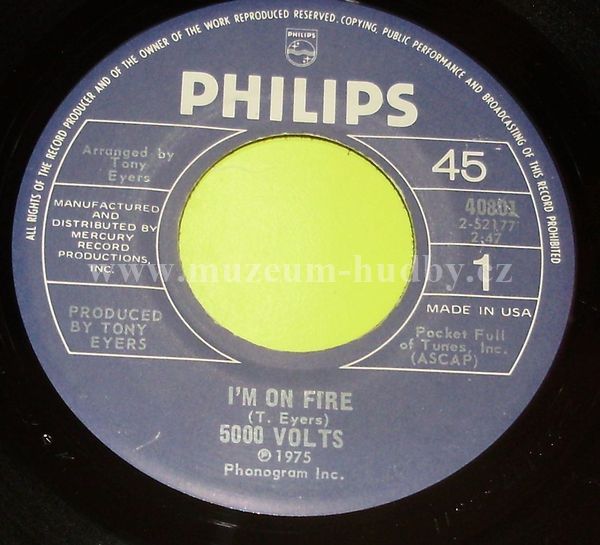 ALL RIGHTS OF THE RECORD PRODUCER AND OF THE OWNER OF THE WORK REPRODUCED RESERVED. COPYING, PUBLIC PERFORMANCE AND BROADCASTING OF THIS RECORD PROHIBITED
PHILIPS
PHILIPS
Arranged by
Tony
Eyers
MANUFACTURED
AND
DISTRIBUTED BY
MERCURY
RECORD
PRODUCTIONS,
INC.
PRODUCED
BY TONY
EYERS
45
40801
2-52177
2:47
1
MADE IN USA
Pocket Full
of Tunes, Inc.
(ASCAP)
www.muzeum-hudby.cz
I'M ON FIRE
(T. Eyers)
5000 VOLTS
℗ 1975
Phonogram Inc.